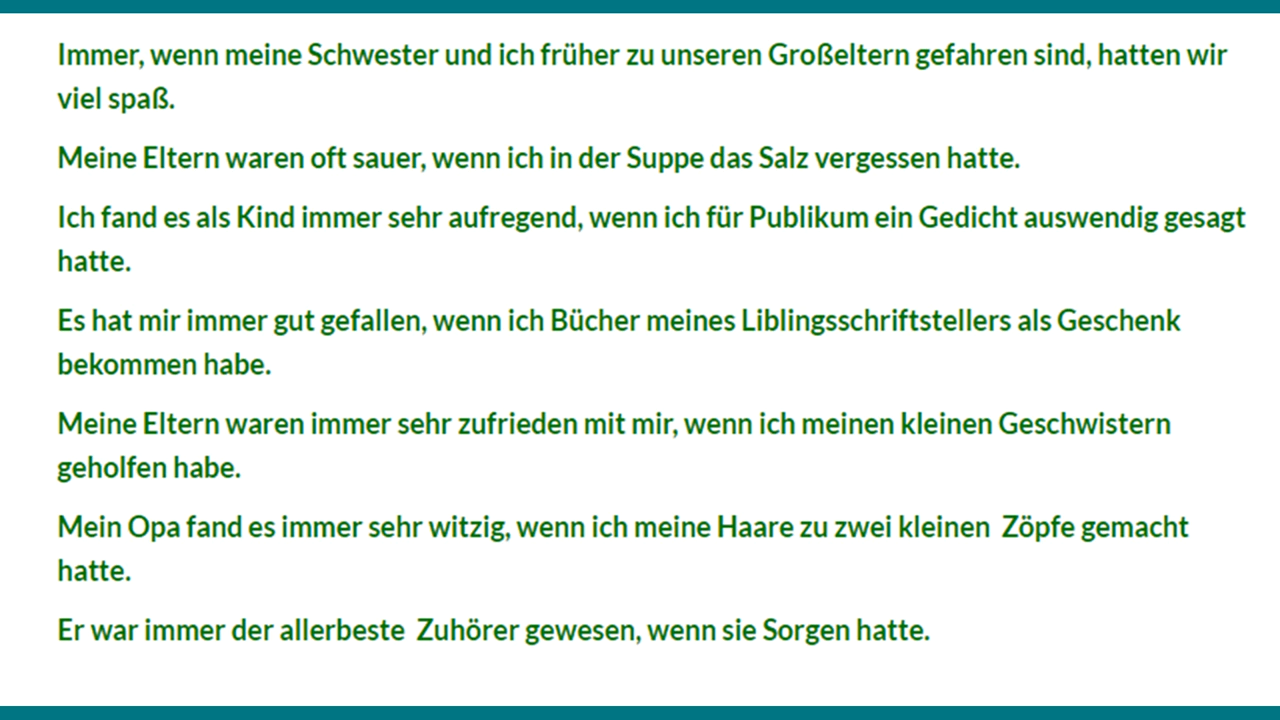 Immer, wenn meine Schwester und ich früher zu unseren Großeltern gefahren sind, hatten wir
viel spaß.
Meine Eltern waren oft sauer, wenn ich in der Suppe das Salz vergessen hatte.
Ich fand es als Kind immer sehr aufregend, wenn ich für Publikum ein Gedicht auswendig gesagt
hatte.
Es hat mir immer gut gefallen, wenn ich Bücher meines Liblingsschriftstellers als Geschenk
bekommen habe.
Meine Eltern waren immer sehr zufrieden mit mir, wenn ich meinen kleinen Geschwistern
geholfen habe.
Mein Opa fand es immer sehr witzig, wenn ich meine Haare zu zwei kleinen  Zöpfe gemacht
hatte.
Er war immer der allerbeste  Zuhörer gewesen, wenn sie Sorgen hatte.